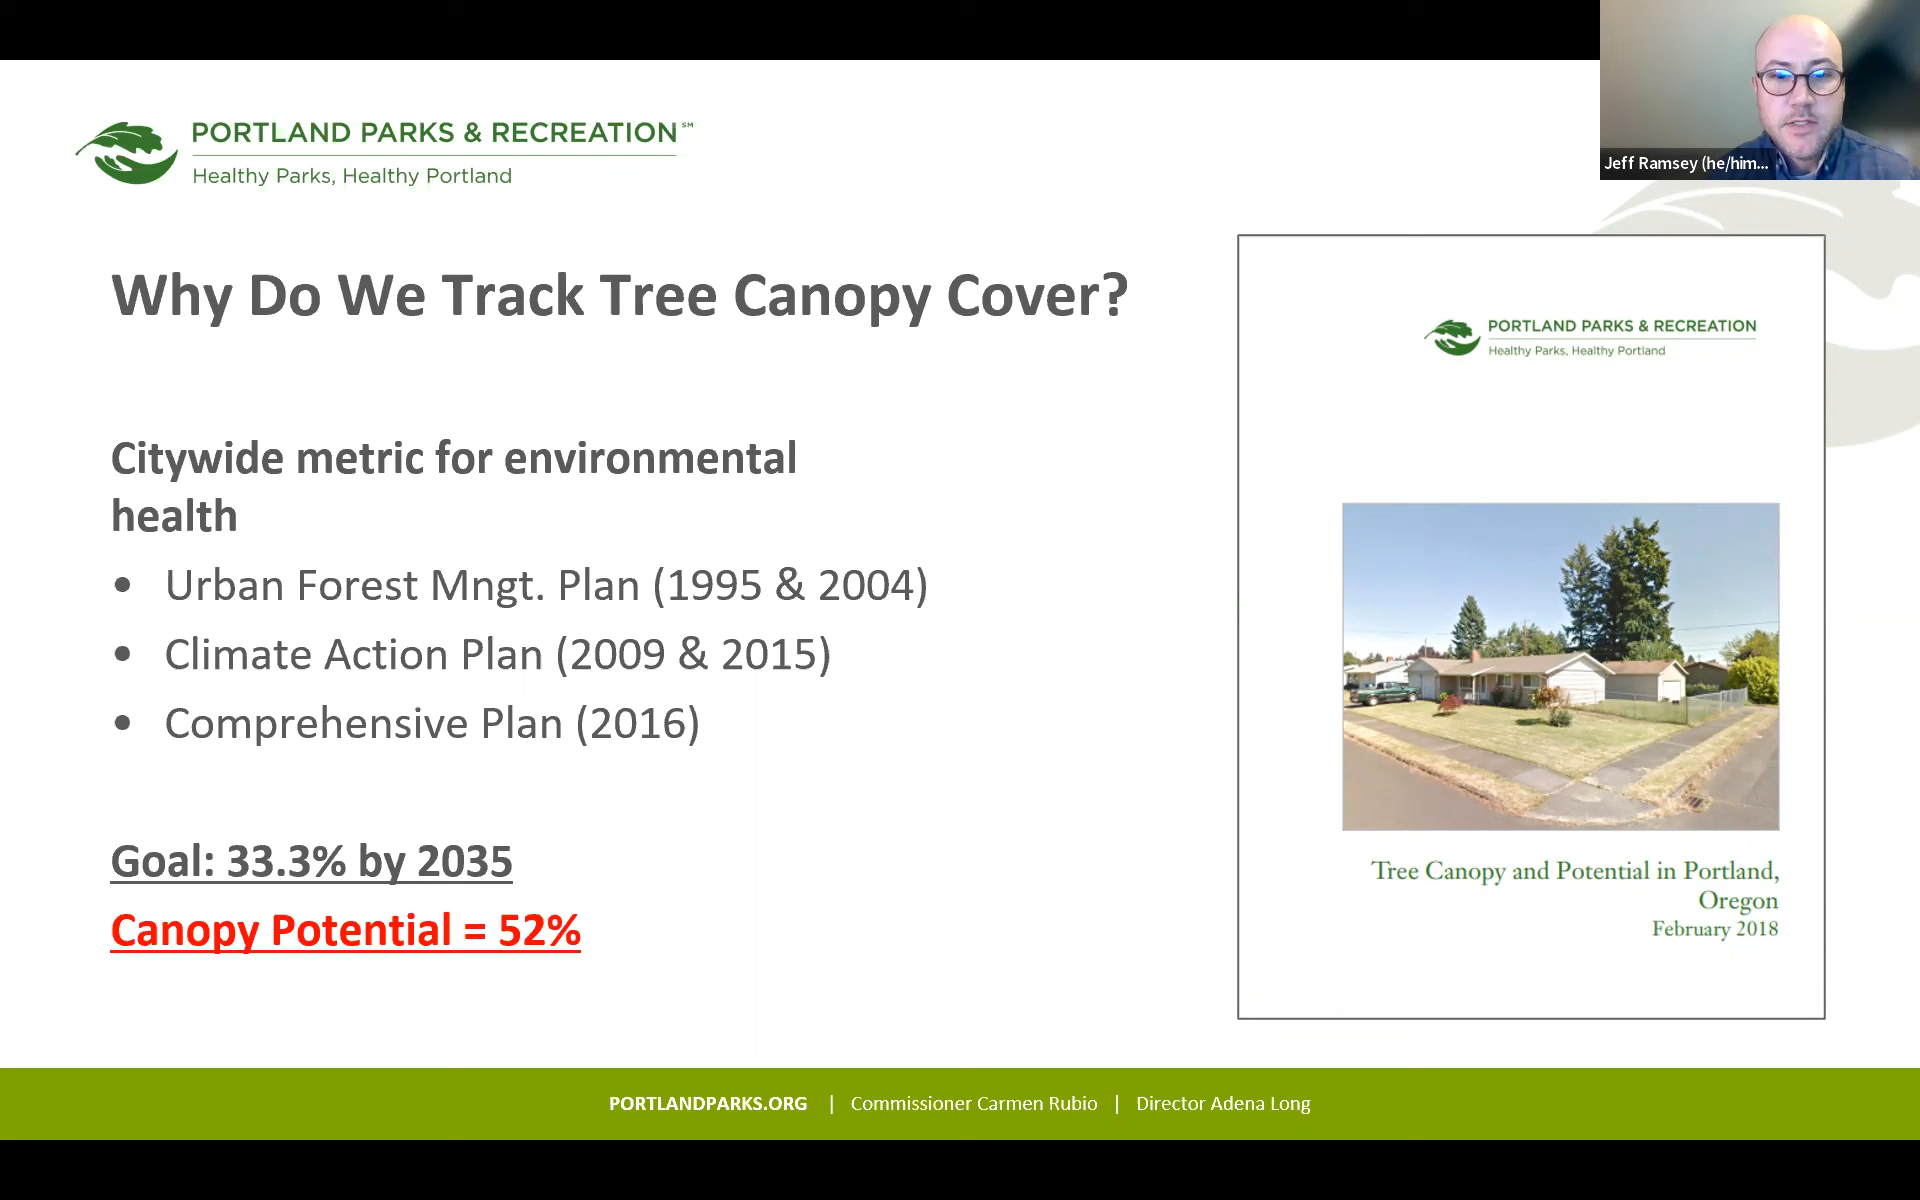 PORTLAND PARKS & RECREATION℠
Healthy Parks, Healthy Portland
Jeff Ramsey (he/him...
Why Do We Track Tree Canopy Cover?
Citywide metric for environmental
health
• Urban Forest Mngt. Plan (1995 & 2004)
• Climate Action Plan (2009 & 2015)
• Comprehensive Plan (2016)
Goal: 33.3% by 2035
Canopy Potential = 52%
PORTLAND PARKS & RECREATION
Healthy Parks, Healthy Portland
Tree Canopy and Potential in Portland,
Oregon
February 2018
PORTLANDPARKS.ORG | Commissioner Carmen Rubio | Director Adena Long